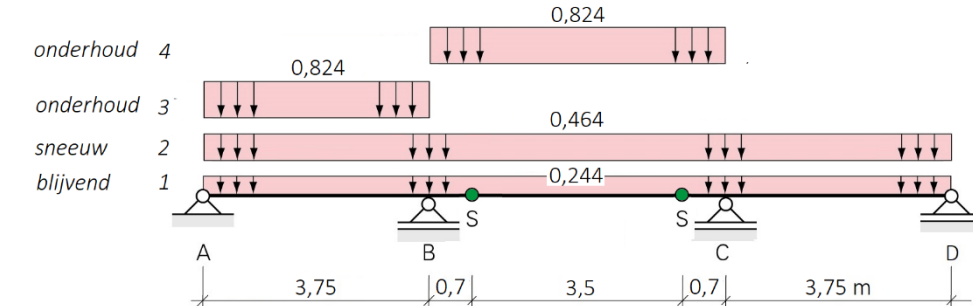 0,824
onderhoud 4
0,824
onderhoud 3
0,464
sneeuw 2
0,244
blijvend 1
S S
A B C D
3,75 0,7 3,5 0,7 3,75 m